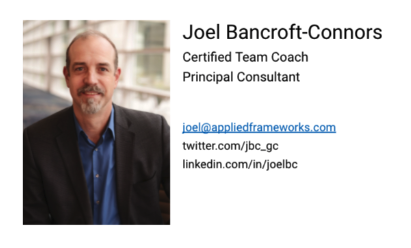 Joel Bancroft-Connors
Certified Team Coach
Principal Consultant
joel@appliedframeworks.com
twitter.com/jbc_gc
linkedin.com/in/joelbc